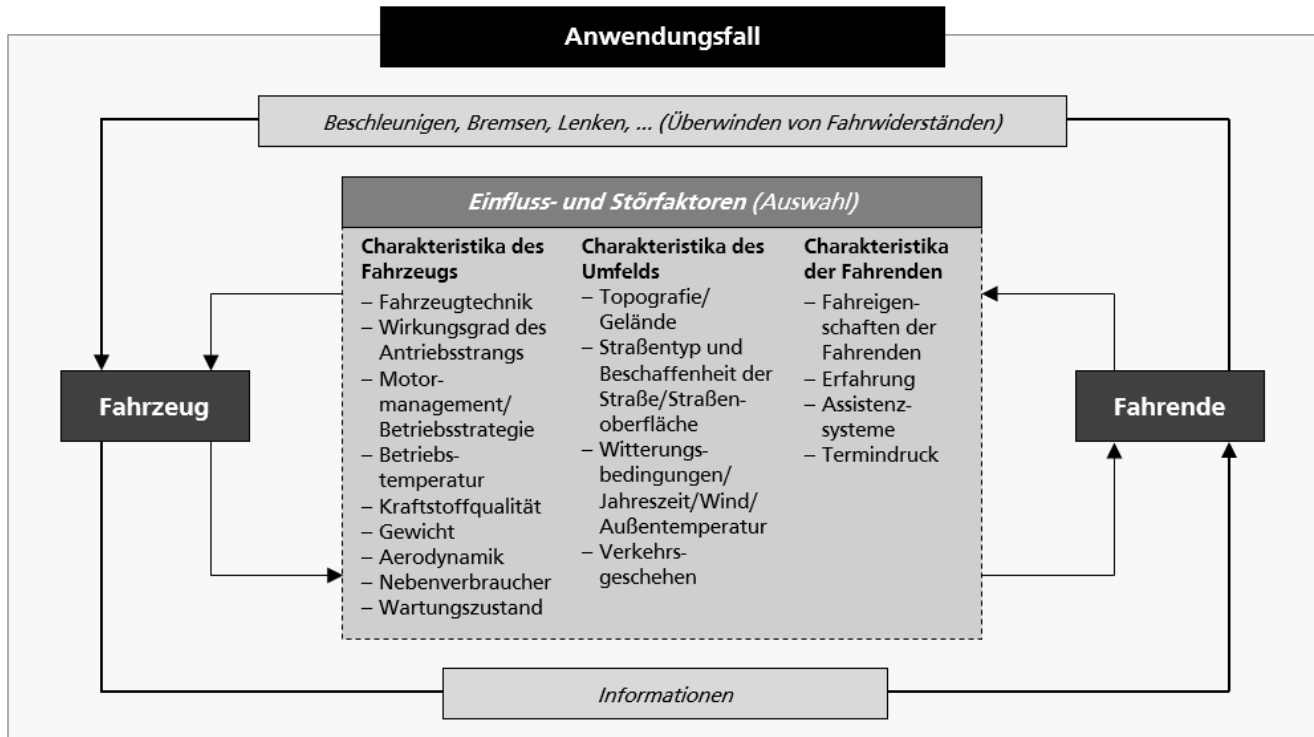 Anwendungsfall
Beschleunigen, Bremsen, Lenken, ... (Überwinden von Fahrwiderständen)
Einfluss- und Störfaktoren (Auswahl)
Charakteristika des
Fahrzeugs
– Fahrzeugtechnik
– Wirkungsgrad des
Antriebsstrangs
– Motor-
management/
Betriebsstrategie
– Betriebs-
temperatur
– Kraftstoffqualität
– Gewicht
– Aerodynamik
– Nebenverbraucher
– Wartungszustand
Charakteristika des
Umfelds
– Topografie/
Gelände
– Straßentyp und
Beschaffenheit der
Straße/Straßen-
oberfläche
– Witterungs-
bedingungen/
Jahreszeit/Wind/
Außentemperatur
– Verkehrs-
geschehen
Charakteristika
der Fahrenden
– Fahreigen-
schaften der
Fahrenden
– Erfahrung
– Assistenz-
systeme
– Termindruck
Fahrzeug
Fahrende
Informationen